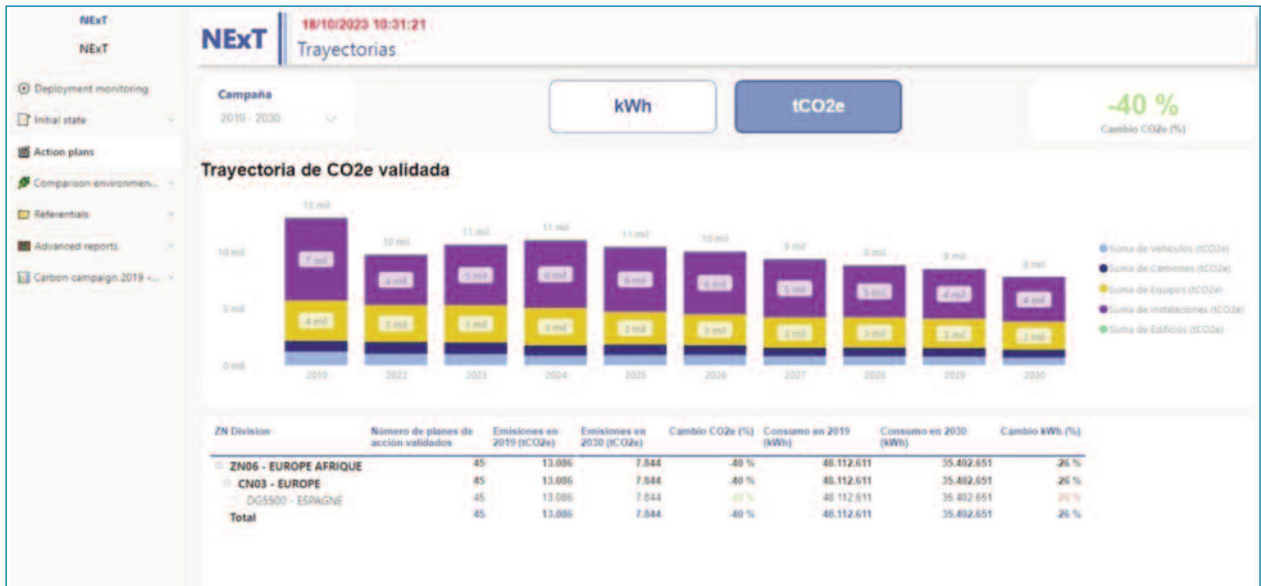 NExT
NExT
Deployment monitoring
Initial state
Action plans
Comparison environmen...
Referentials
Advanced reports
Carbon campaign 2019 -...
NExT
18/10/2023 10:31:21
Trayectorias
Campaña
2019 - 2030
kWh
tCO2e
-40 %
Cambio CO2e (%)
Trayectoria de CO2e validada
13 mil 10 mil 11 mil 11 mil 11 mil 10 mil 9 mil 9 mil 9 mil 8 mil
10 mil
7 mil 4 mil 5 mil 6 mil 6 mil 6 mil 5 mil 5 mil 4 mil 4 mil
5 mil
4 mil 3 mil 3 mil 3 mil 3 mil 3 mil 3 mil 3 mil 3 mil 2 mil
0 mil
2019 2022 2023 2024 2025 2026 2027 2028 2029 2030
Suma de Vehículos (tCO2e)
Suma de Camiones (tCO2e)
Suma de Equipos (tCO2e)
Suma de Instalaciones (tCO2e)
Suma de Edificios (tCO2e)
ZN Division Número de planes de acción validados Emisiones en 2019 (tCO2e) Emisiones en 2030 (tCO2e) Cambio CO2e (%) Consumo en 2019 (kWh) Consumo en 2030 (kWh) Cambio kWh (%)
ZN06 - EUROPE AFRIQUE 45 13.086 7.844 -40 % 48.112.611 35.402.651 -26 %
CN03 - EUROPE 45 13.086 7.844 -40 % 48.112.611 35.402.651 -26 %
DG5500 - ESPAGNE 45 13.086 7.844 -40 % 48.112.611 35.402.651 -26 %
Total 45 13.086 7.844 -40 % 48.112.611 35.402.651 -26 %